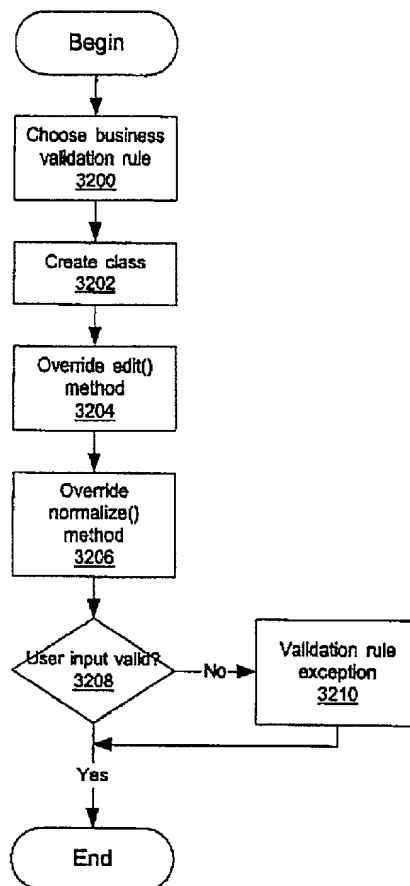 Begin
Choose business
validation rule
3200
Create class
3202
Override edit()
method
3204
Override
normalize()
method
3206
User input valid?
3208
No
Validation rule
exception
3210
Yes
End